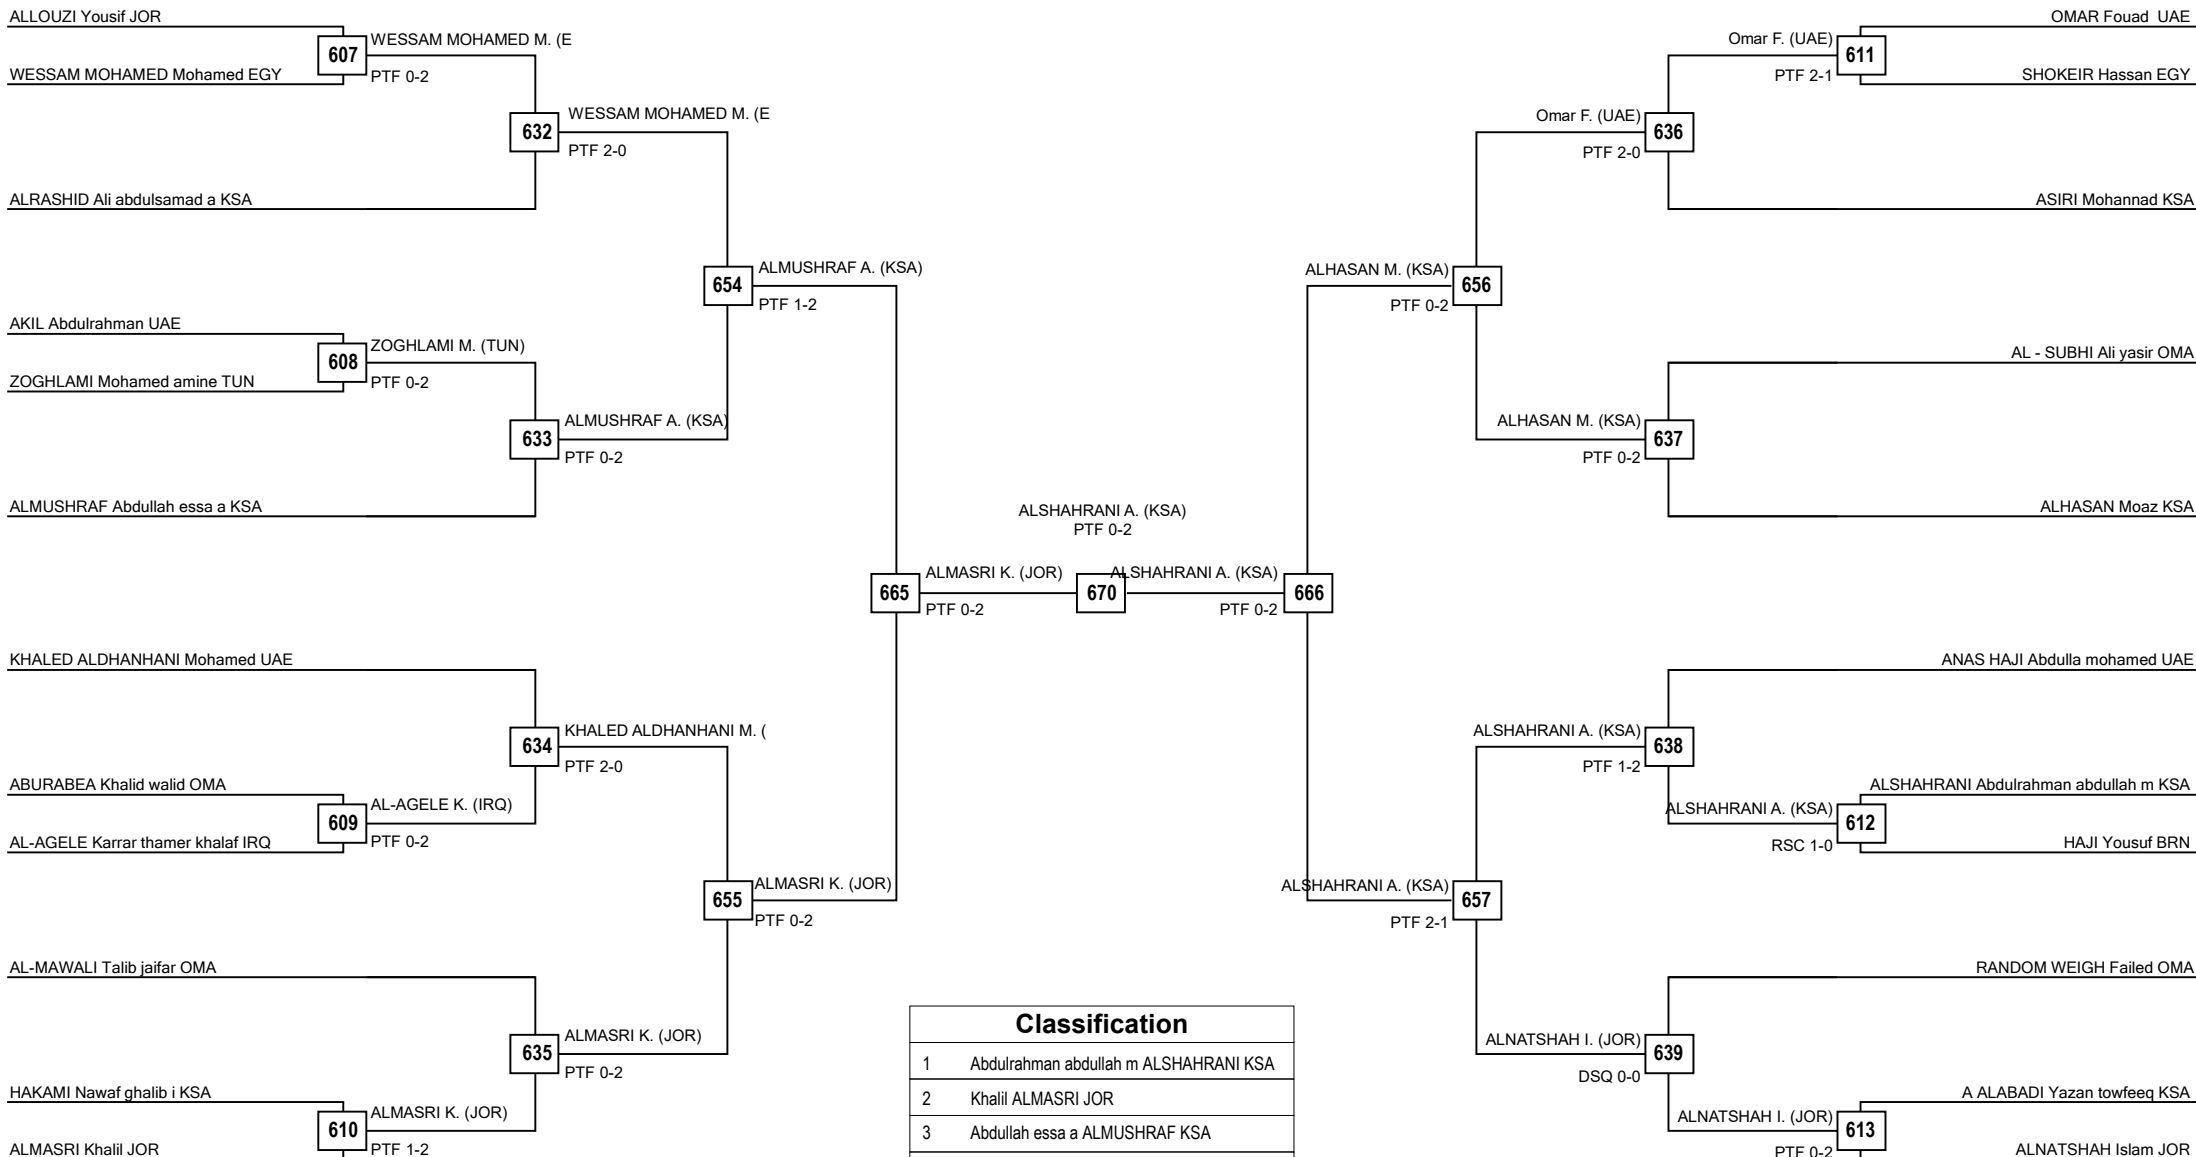 ALLOUZI Yousif JOR
607
WESSAM MOHAMED M. (E
WESSAM MOHAMED Mohamed EGY
PTF 0-2
632
WESSAM MOHAMED M. (E
PTF 2-0
ALRASHID Ali abdulsamad a KSA
654
ALMUSHRAF A. (KSA)
PTF 1-2
AKIL Abdulrahman UAE
608
ZOGHLAMI M. (TUN)
ZOGHLAMI Mohamed amine TUN
PTF 0-2
633
ALMUSHRAF A. (KSA)
PTF 0-2
ALMUSHRAF Abdullah essa a KSA
665
ALMASRI K. (JOR)
PTF 0-2
KHALED ALDHANHANI Mohamed UAE
634
KHALED ALDHANHANI M. (
PTF 2-0
ABURABEA Khalid walid OMA
609
AL-AGELE K. (IRQ)
AL-AGELE Karrar thamer khalaf IRQ
PTF 0-2
655
ALMASRI K. (JOR)
PTF 0-2
AL-MAWALI Talib jaifar OMA
635
ALMASRI K. (JOR)
PTF 0-2
HAKAMI Nawaf ghalib i KSA
610
ALMASRI K. (JOR)
ALMASRI Khalil JOR
PTF 1-2
ALSHAHRANI A. (KSA)
PTF 0-2
670
OMAR Fouad UAE
Omar F. (UAE)
611
PTF 2-1
SHOKEIR Hassan EGY
Omar F. (UAE)
636
PTF 2-0
ASIRI Mohannad KSA
ALHASAN M. (KSA)
656
PTF 0-2
AL - SUBHI Ali yasir OMA
ALHASAN M. (KSA)
637
PTF 0-2
ALHASAN Moaz KSA
ALSHAHRANI A. (KSA)
666
PTF 0-2
ANAS HAJI Abdulla mohamed UAE
ALSHAHRANI A. (KSA)
638
PTF 1-2
ALSHAHRANI Abdulrahman abdullah m KSA
ALSHAHRANI A. (KSA)
612
RSC 1-0
HAJI Yousuf BRN
ALSHAHRANI A. (KSA)
657
PTF 2-1
RANDOM WEIGH Failed OMA
ALNATSHAH I. (JOR)
639
DSQ 0-0
A ALABADI Yazan towfeeq KSA
ALNATSHAH I. (JOR)
613
PTF 0-2
ALNATSHAH Islam JOR
Classification
1 Abdulrahman abdullah m ALSHAHRANI KSA
2 Khalil ALMASRI JOR
3 Abdullah essa a ALMUSHRAF KSA